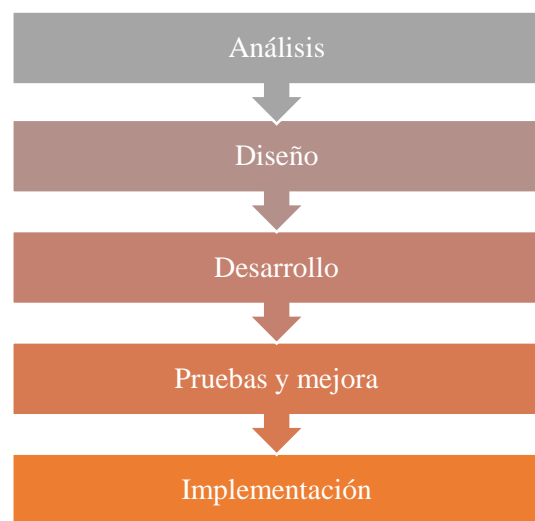 Análisis
Diseño
Desarrollo
Pruebas y mejora
Implementación